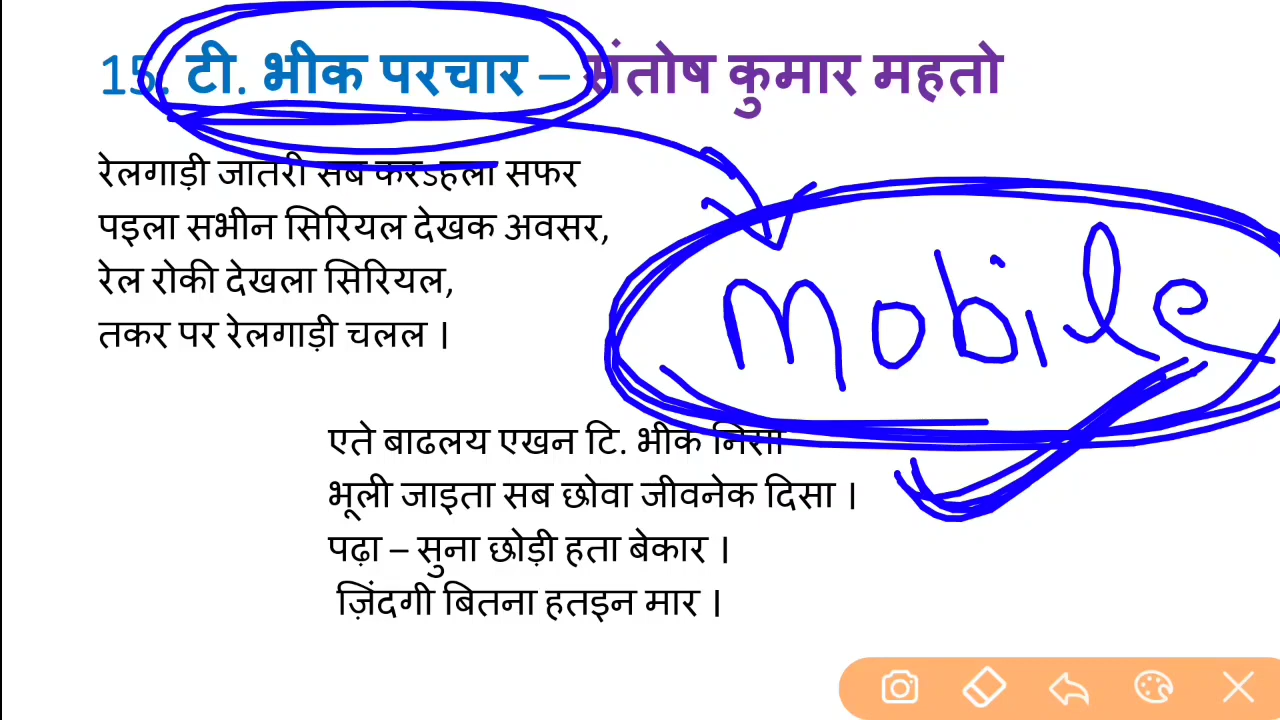 15. टी. भीक परचार – संतोष कुमार महतो
रेलगाड़ी जातरी सब करऽहला सफर
पइला सभीन सिरियल देखक अवसर,
रेल रोकी देखला सिरियल,
तकर पर रेलगाड़ी चलल ।
mobile
एते बाढलय एखन टि. भीक निसा
भूली जाइता सब छोवा जीवनेक दिसा ।
पढ़ा – सुना छोड़ी हता बेकार ।
ज़िंदगी बितना हतइन मार ।